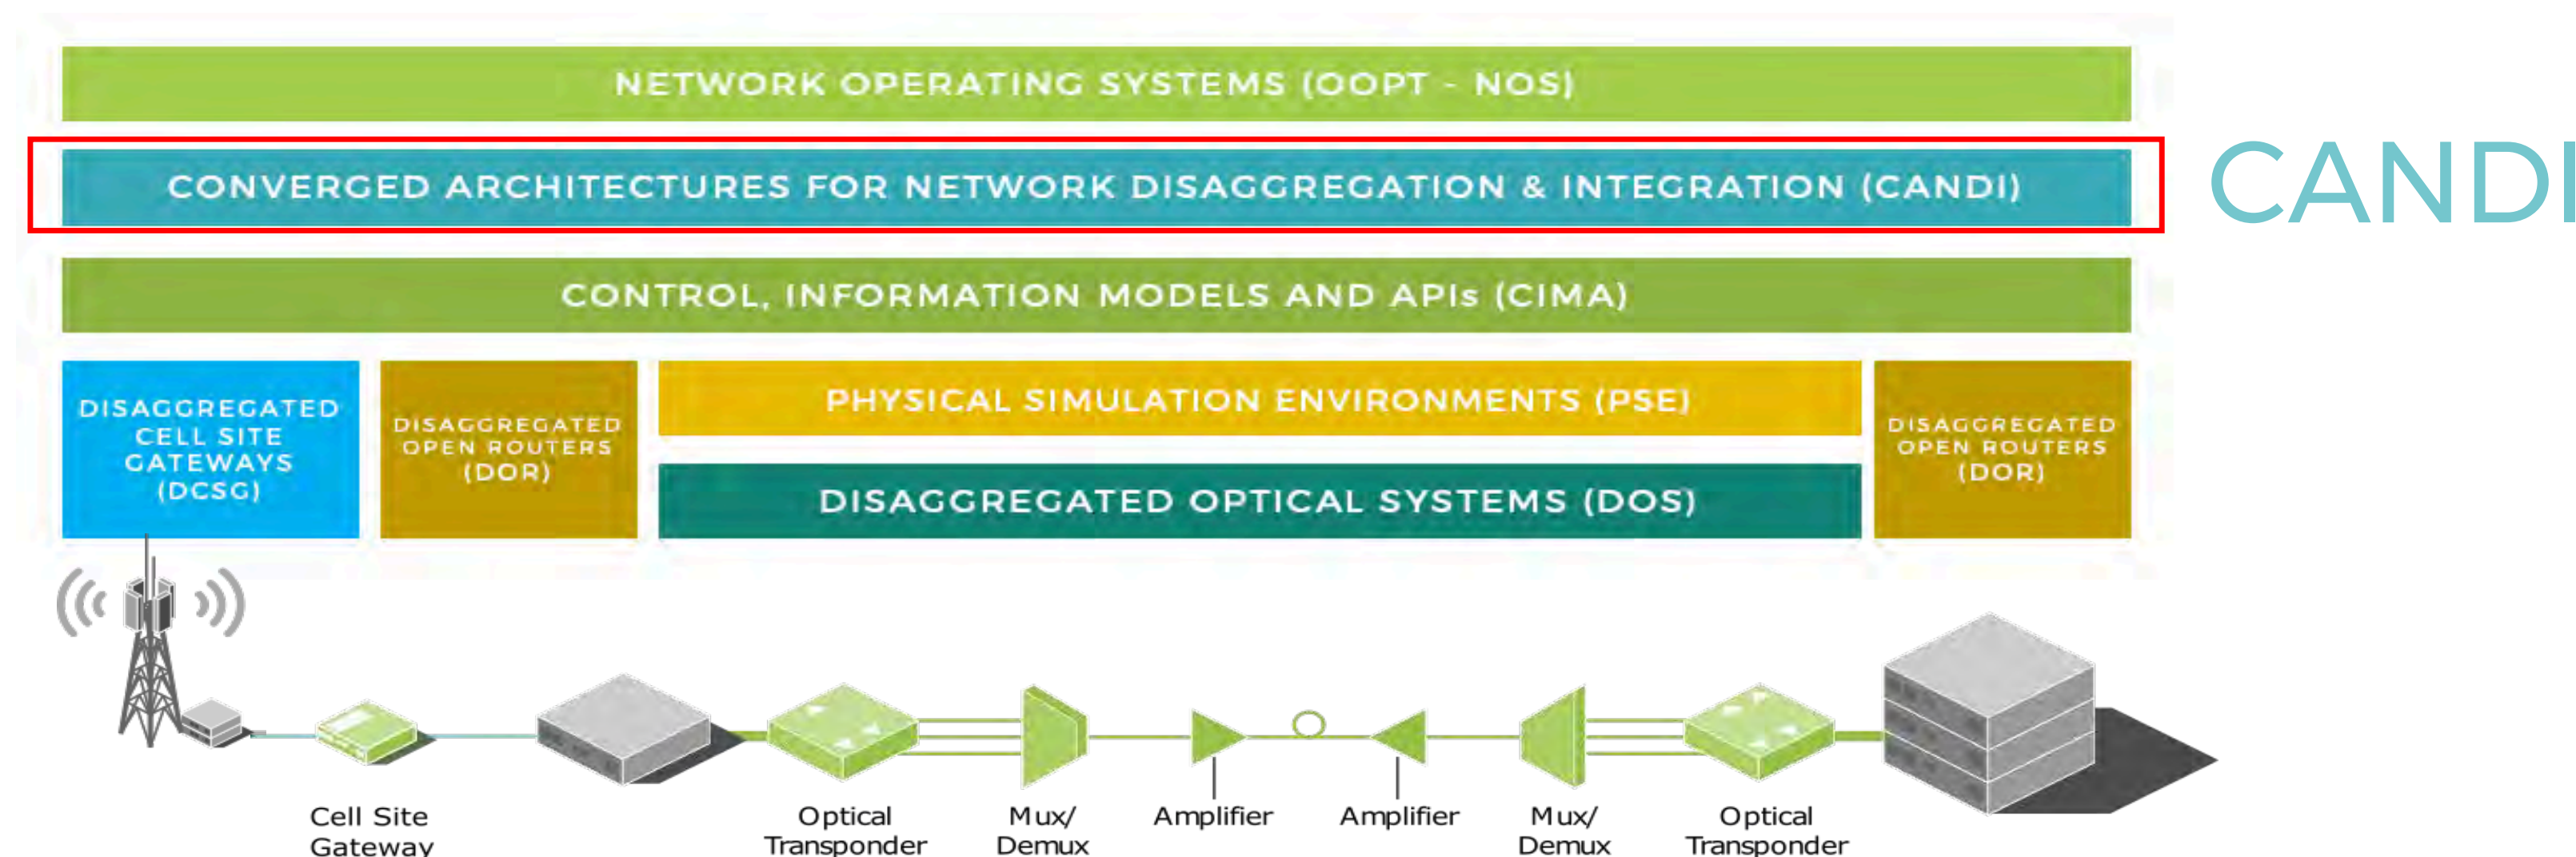 NETWORK OPERATING SYSTEMS (OOPT - NOS)
CONVERGED ARCHITECTURES FOR NETWORK DISAGGREGATION & INTEGRATION (CANDI)
CANDI
CONTROL, INFORMATION MODELS AND APIs (CIMA)
DISAGGREGATED
CELL SITE
GATEWAYS
(DCSG)
DISAGGREGATED
OPEN ROUTERS
(DOR)
PHYSICAL SIMULATION ENVIRONMENTS (PSE)
DISAGGREGATED OPTICAL SYSTEMS (DOS)
DISAGGREGATED
OPEN ROUTERS
(DOR)
Cell Site
Gateway
Optical
Transponder
Mux/
Demux
Amplifier
Amplifier
Mux/
Demux
Optical
Transponder